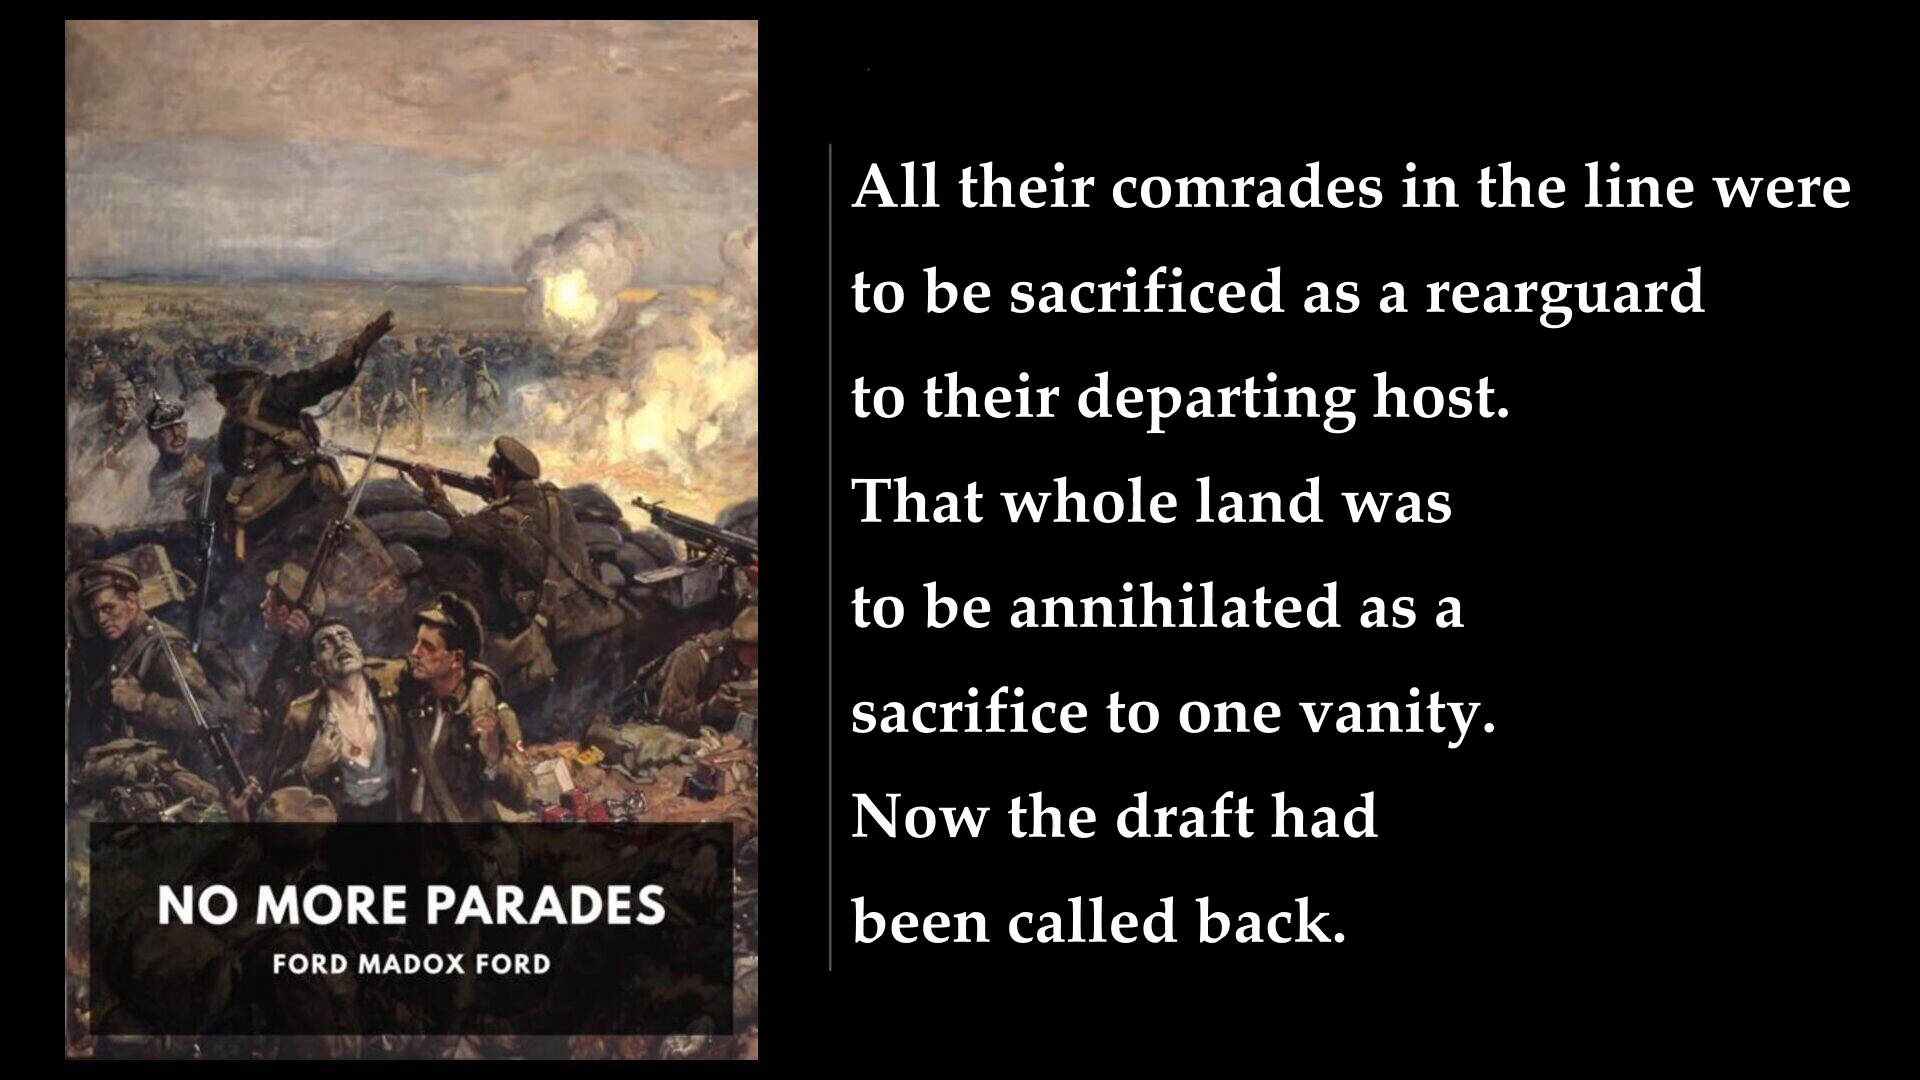 All their comrades in the line were
to be sacrificed as a rearguard
to their departing host.
That whole land was
to be annihilated as a
sacrifice to one vanity.
Now the draft had
been called back.
NO MORE PARADES
FORD MADOX FORD